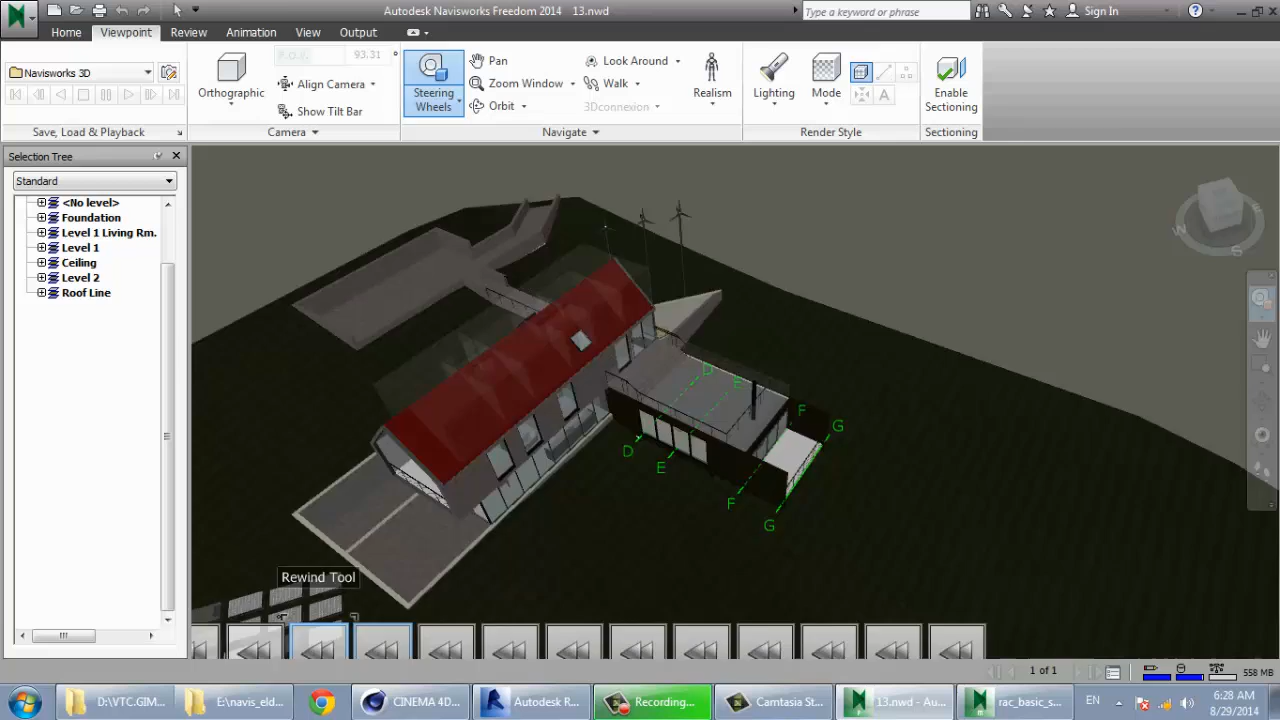 Autodesk Navisworks Freedom 2014 13.nwd
Type a keyword or phrase
Sign In
Home Viewpoint Review Animation View Output
Navisworks 3D
Save, Load & Playback
Orthographic
F.O.V. 93.31 °
Align Camera
Show Tilt Bar
Camera
Steering Wheels
Pan
Zoom Window
Orbit
Look Around
Walk
3Dconnexion
Navigate
Realism
Lighting
Mode
A
Render Style
Enable Sectioning
Sectioning
Selection Tree
Standard
<No level>
Foundation
Level 1 Living Rm.
Level 1
Ceiling
Level 2
Roof Line
W
S
D
E
F
G
D
E
F
G
Rewind Tool
1 of 1
558 MB
D:\VTC.GIM...
E:\navis_eld...
CINEMA 4D...
Autodesk R...
Recording...
Camtasia St...
13.nwd - Au...
rac_basic_s...
EN
6:28 AM
8/29/2014